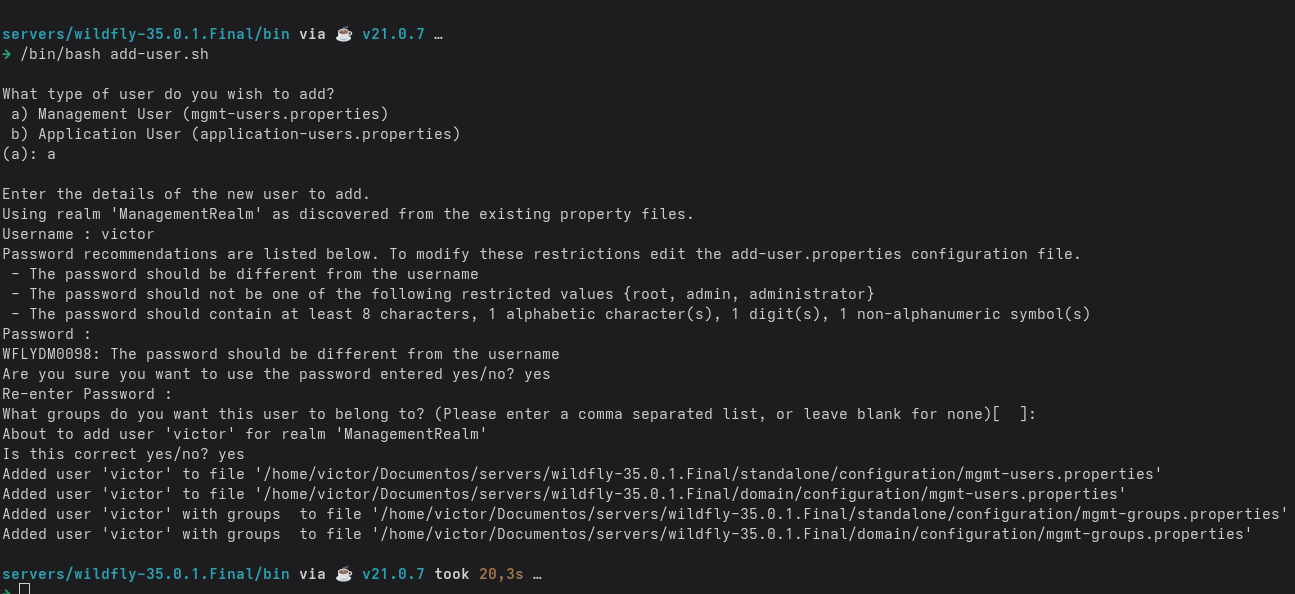 servers/wildfly-35.0.1.Final/bin via ☕ v21.0.7 …
➜ /bin/bash add-user.sh
What type of user do you wish to add?
a) Management User (mgmt-users.properties)
b) Application User (application-users.properties)
(a): a
Enter the details of the new user to add.
Using realm 'ManagementRealm' as discovered from the existing property files.
Username : victor
Password recommendations are listed below. To modify these restrictions edit the add-user.properties configuration file.
- The password should be different from the username
- The password should not be one of the following restricted values {root, admin, administrator}
- The password should contain at least 8 characters, 1 alphabetic character(s), 1 digit(s), 1 non-alphanumeric symbol(s)
Password :
WFLYDM0098: The password should be different from the username
Are you sure you want to use the password entered yes/no? yes
Re-enter Password :
What groups do you want this user to belong to? (Please enter a comma separated list, or leave blank for none)[  ]:
About to add user 'victor' for realm 'ManagementRealm'
Is this correct yes/no? yes
Added user 'victor' to file '/home/victor/Documentos/servers/wildfly-35.0.1.Final/standalone/configuration/mgmt-users.properties'
Added user 'victor' to file '/home/victor/Documentos/servers/wildfly-35.0.1.Final/domain/configuration/mgmt-users.properties'
Added user 'victor' with groups  to file '/home/victor/Documentos/servers/wildfly-35.0.1.Final/standalone/configuration/mgmt-groups.properties'
Added user 'victor' with groups  to file '/home/victor/Documentos/servers/wildfly-35.0.1.Final/domain/configuration/mgmt-groups.properties'
servers/wildfly-35.0.1.Final/bin via ☕ v21.0.7 took 20,3s …
➜